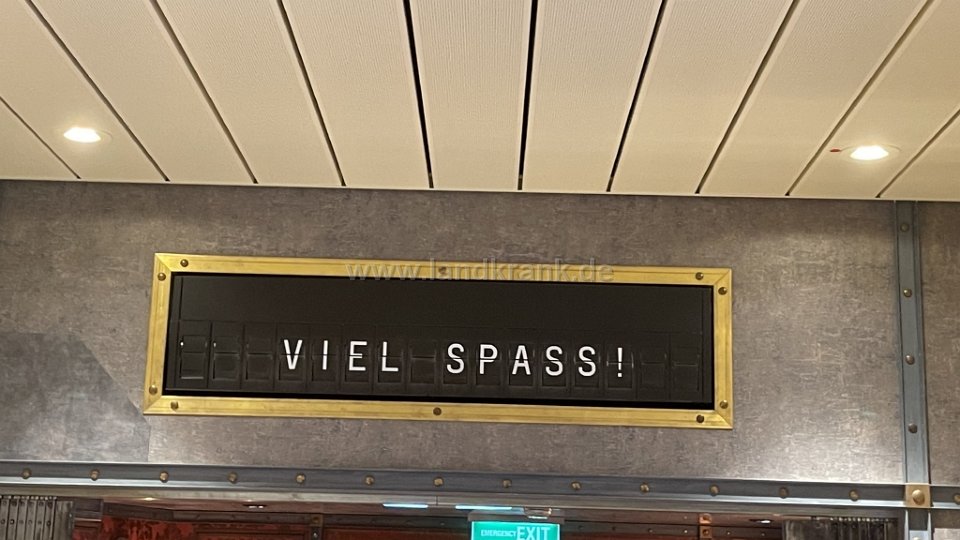 www.landkrank.de
VIEL SPASS!
EMERGENCY EXIT